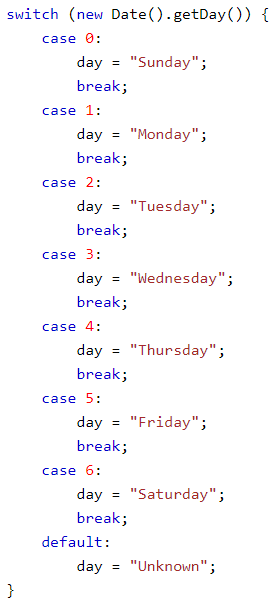 switch (new Date().getDay()) {
    case 0:
        day = "Sunday";
        break;
    case 1:
        day = "Monday";
        break;
    case 2:
        day = "Tuesday";
        break;
    case 3:
        day = "Wednesday";
        break;
    case 4:
        day = "Thursday";
        break;
    case 5:
        day = "Friday";
        break;
    case 6:
        day = "Saturday";
        break;
    default:
        day = "Unknown";
}